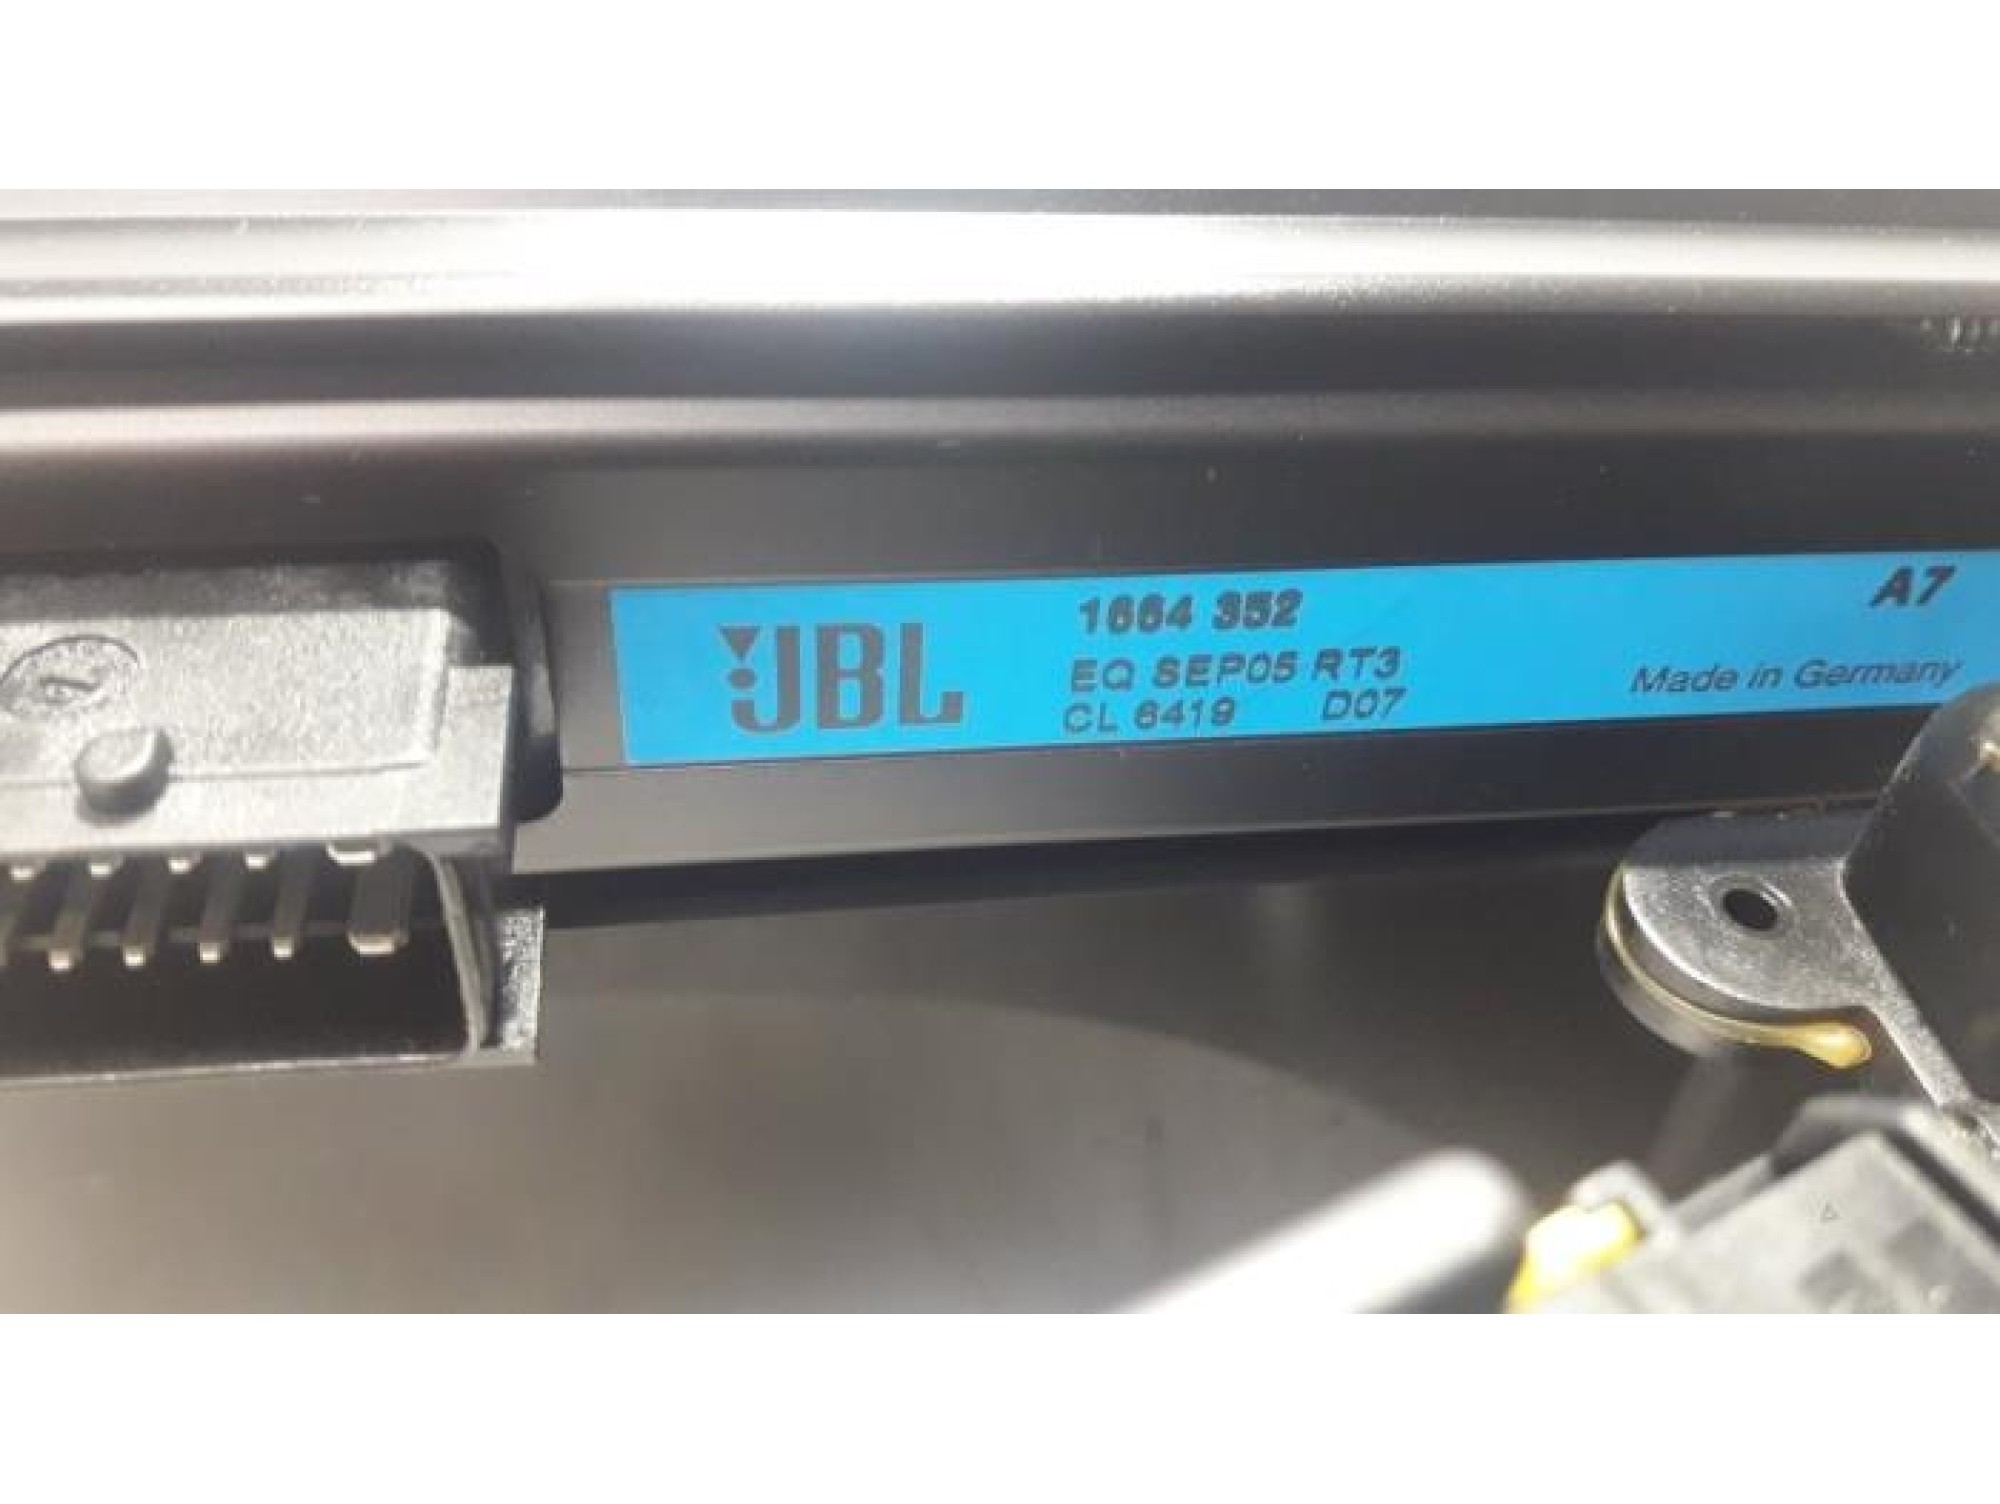 JBL
1664 352
EQ SEP05 RT3
CL 6419 D07
A7
Made in Germany